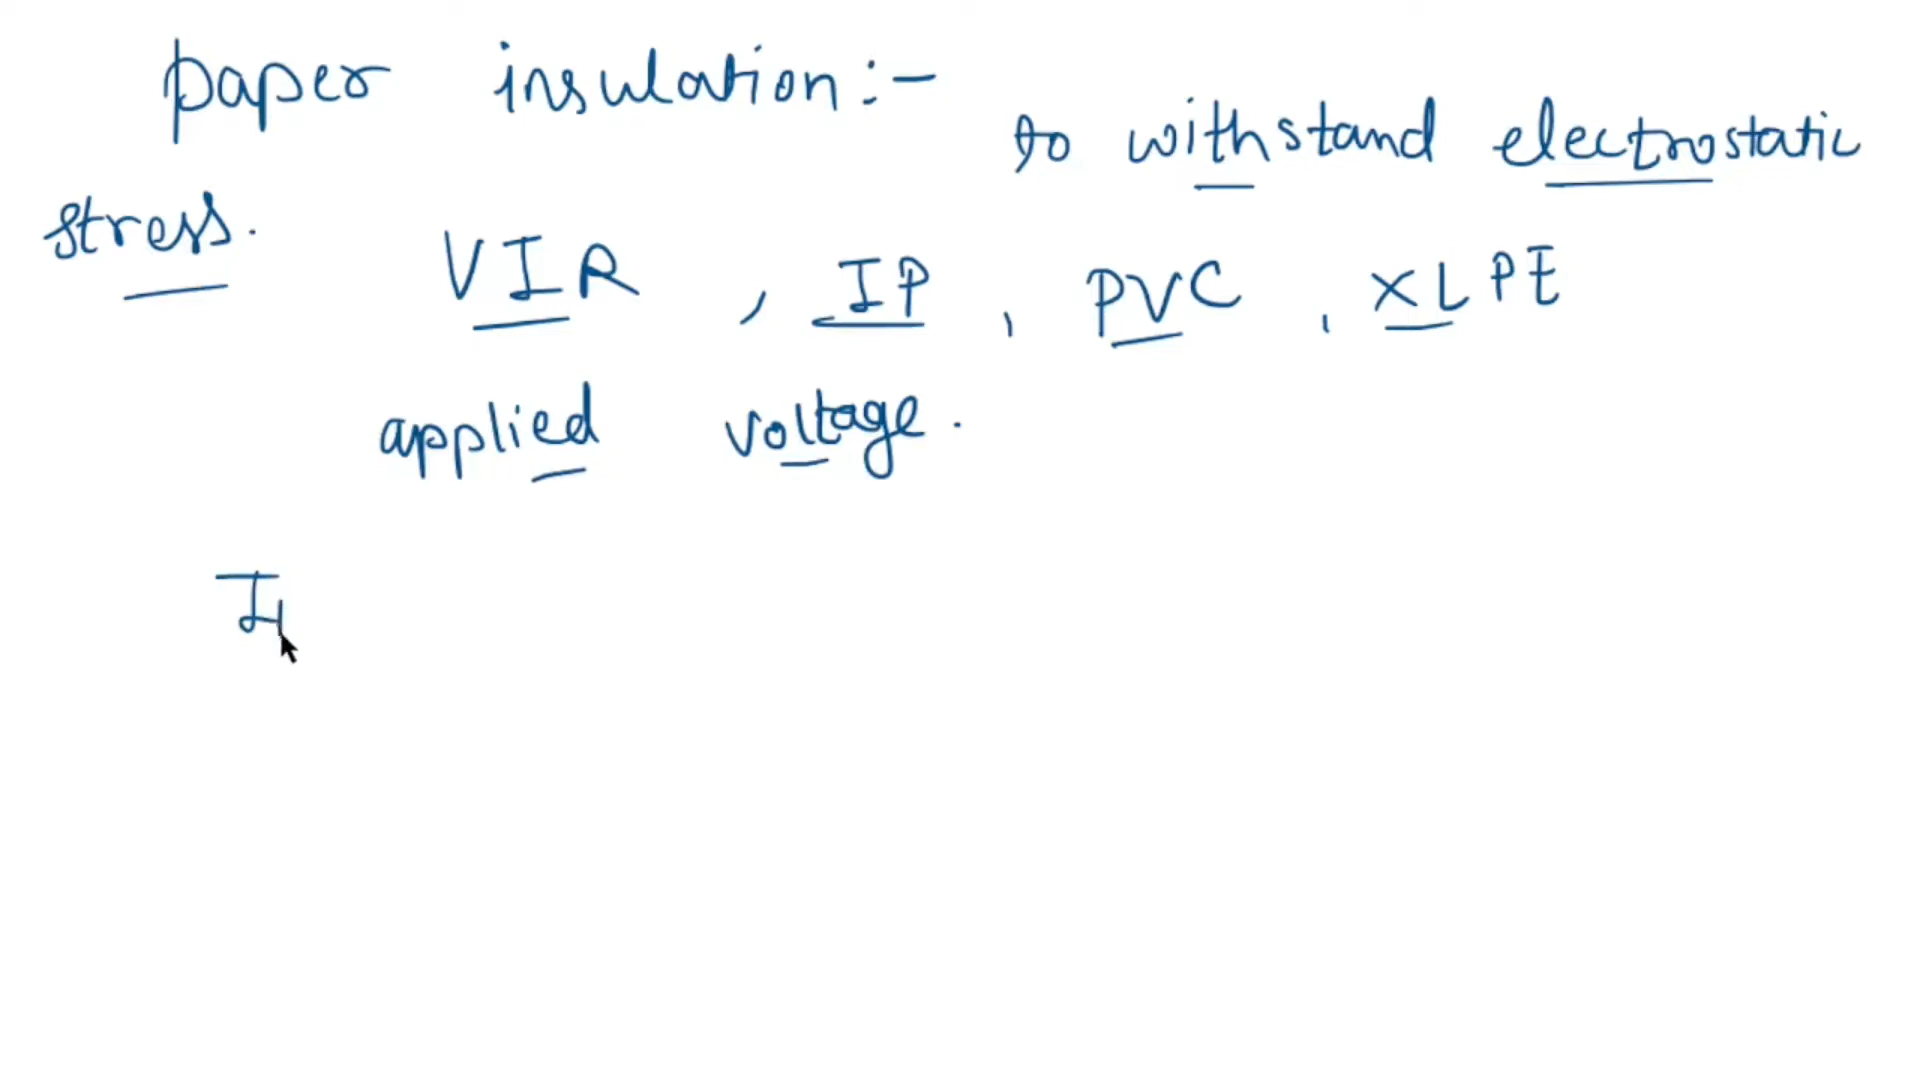 paper insulation:-
to withstand electrostatic
stress.
VIR , IP , PVC , XLPE
applied voltage.